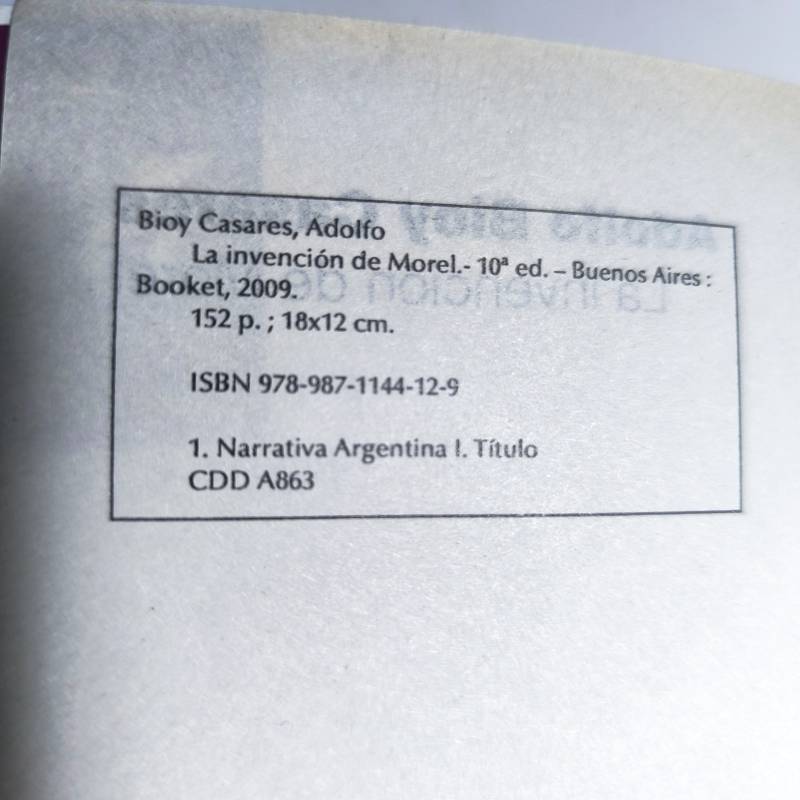 Bioy Casares, Adolfo
La invención de Morel.- 10ª ed. – Buenos Aires :
Booket, 2009.
152 p. ; 18x12 cm.
ISBN 978-987-1144-12-9
1. Narrativa Argentina I. Título
CDD A863